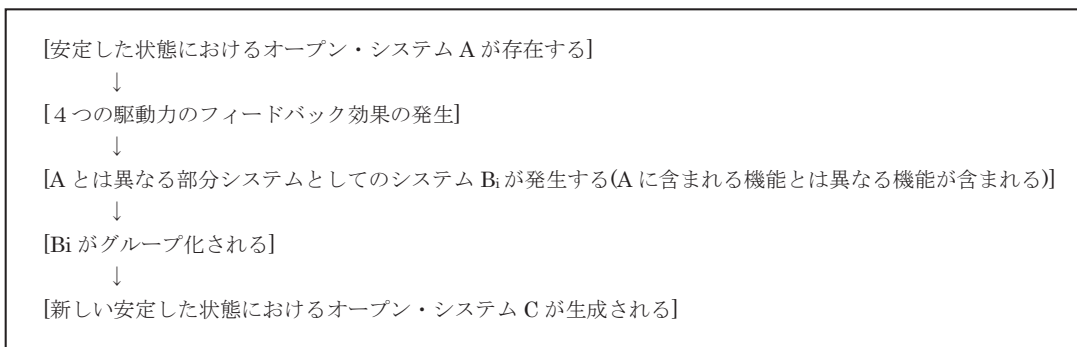 [安定した状態におけるオープン・システム A が存在する]
↓
[４つの駆動力のフィードバック効果の発生]
↓
[A とは異なる部分システムとしてのシステム Bi が発生する(A に含まれる機能とは異なる機能が含まれる)]
↓
[Bi がグループ化される]
↓
[新しい安定した状態におけるオープン・システム C が生成される]